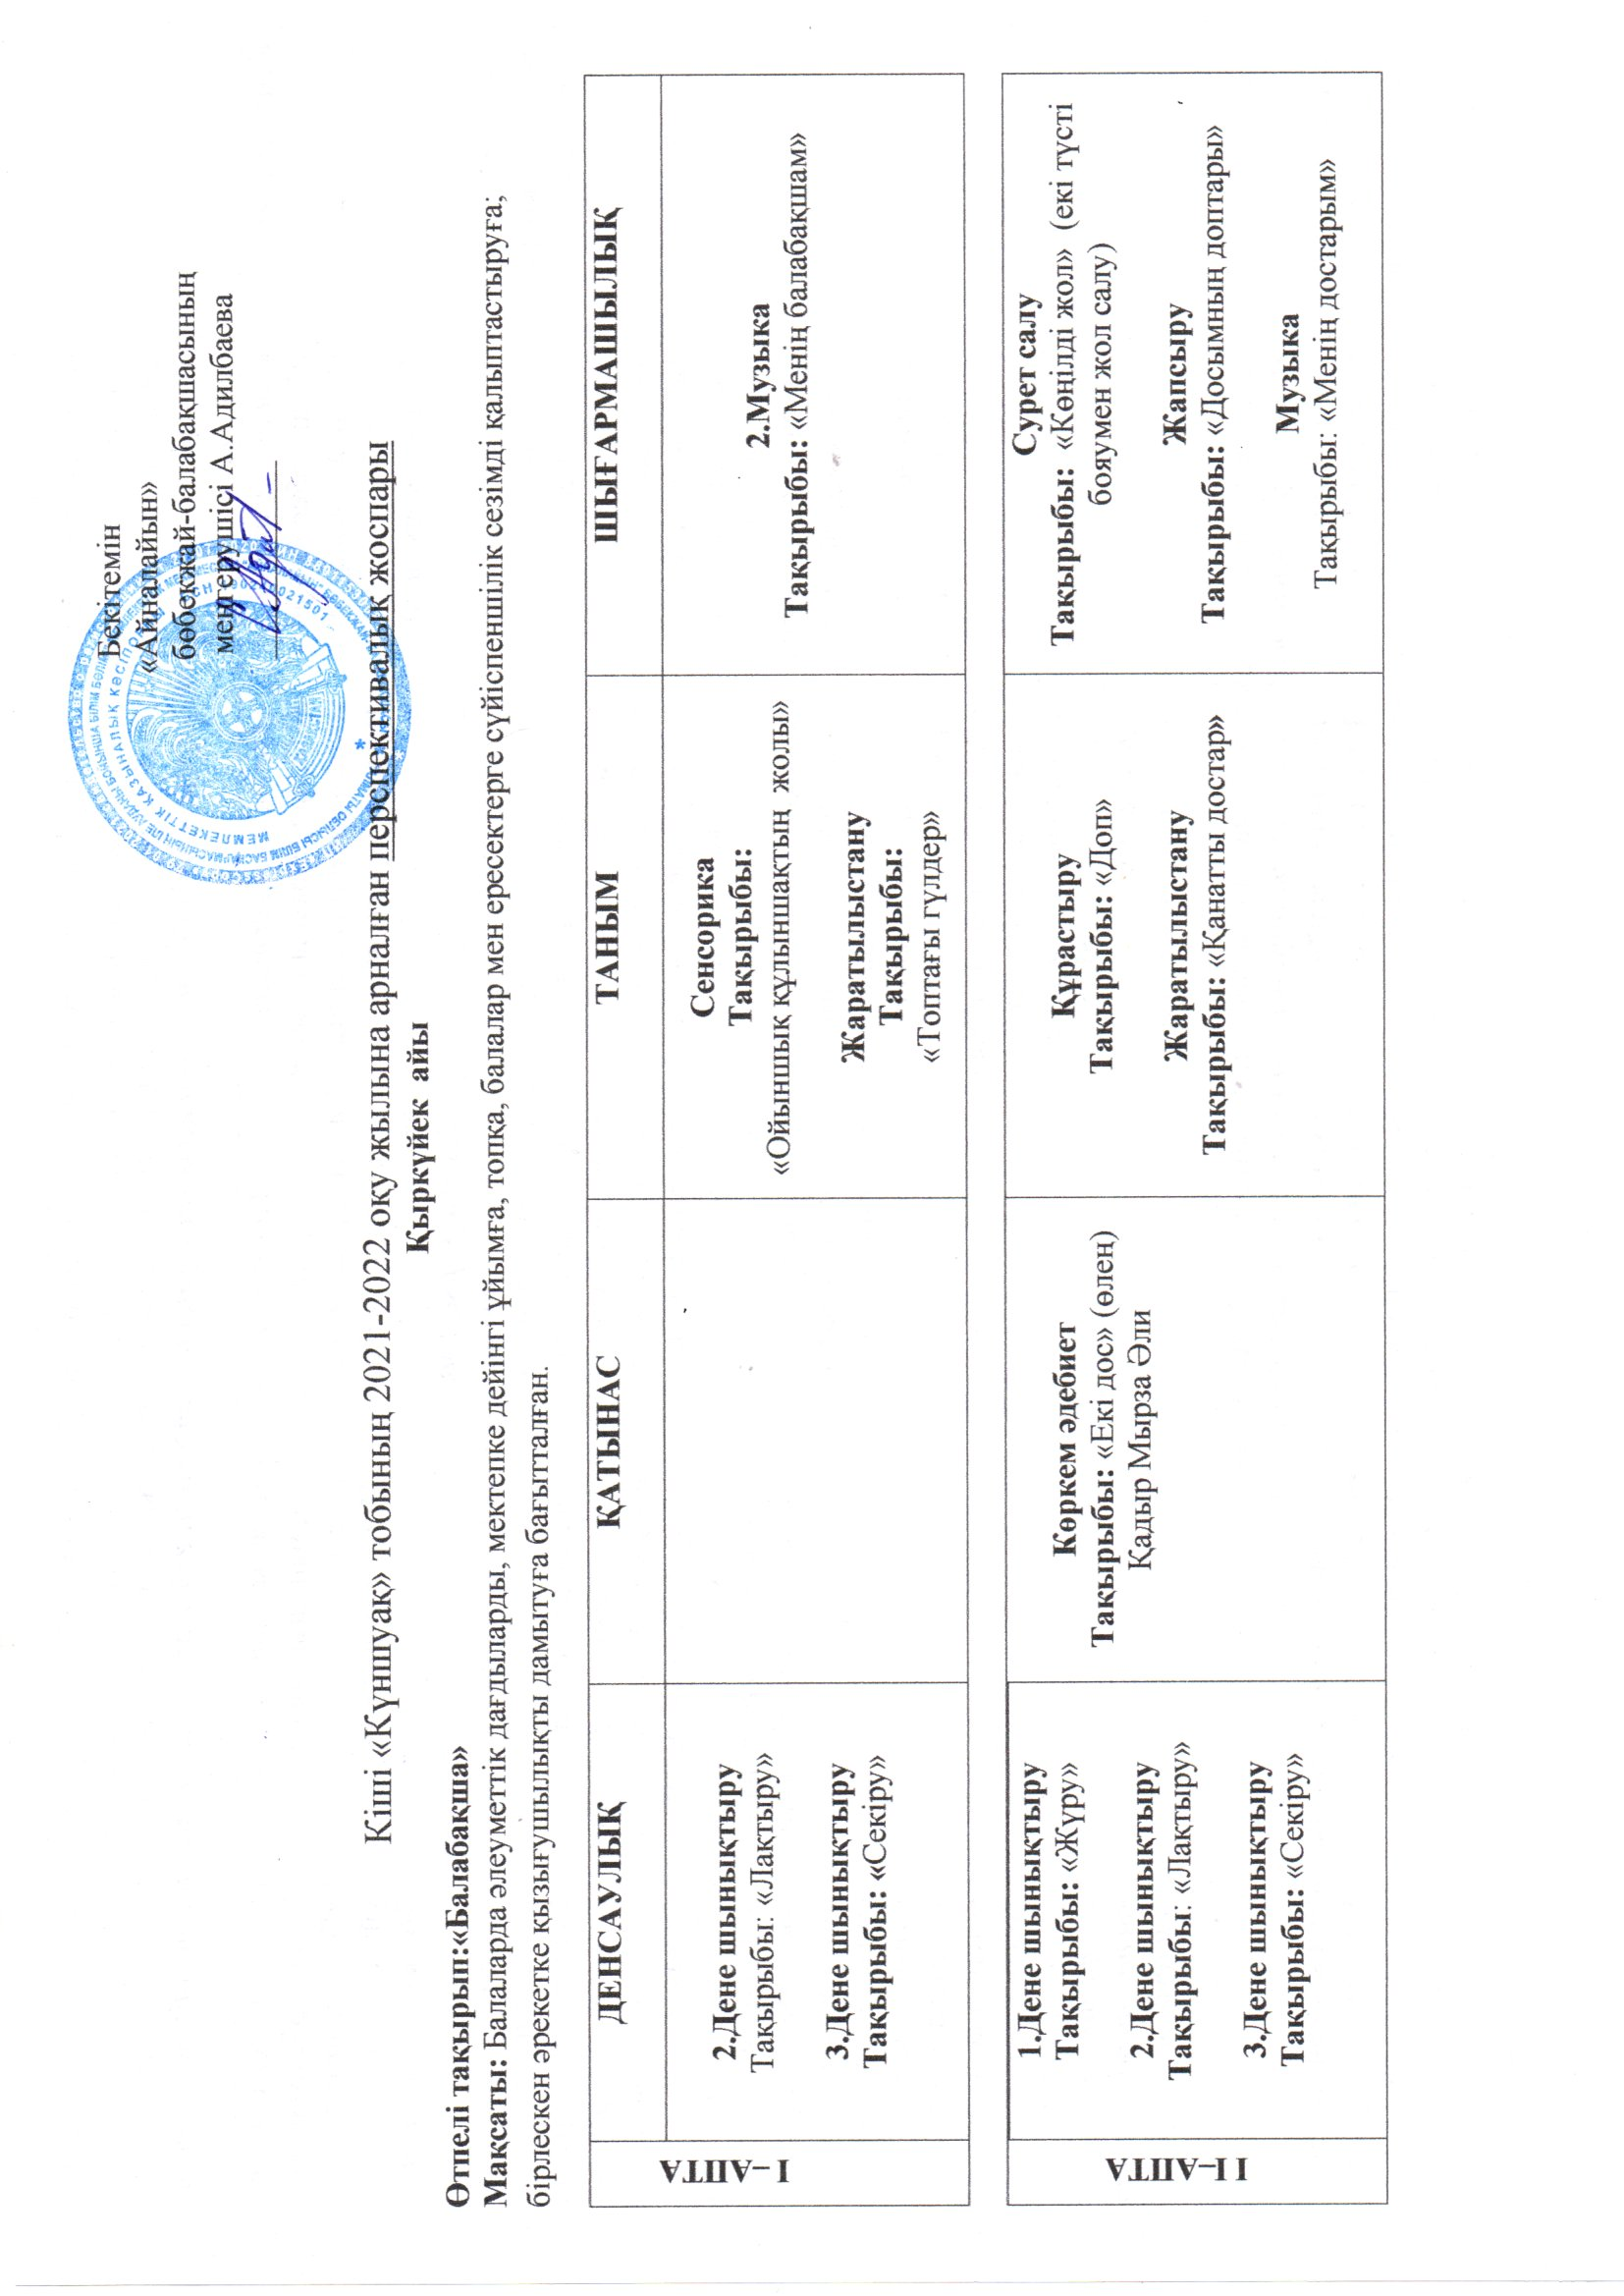 Бекітемін
«Айналайын»
бөбекжай-балабақшасының
меңгерушісі А.Адилбаева
Кіші «Күншуақ» тобының 2021-2022 оқу жылына арналған перспективалық жоспары
Қыркүйек айы
Өтпелі тақырып:«Балабақша»
Мақсаты: Балаларда әлеуметтік дағдыларды, мектепке дейінгі ұйымға, топқа, балалар мен ересектерге сүйіспеншілік сезімді қалыптастыруға;
бірлескен әрекетке қызығушылықты дамытуға бағытталған.
ДЕНСАУЛЫҚ
ҚАТЫНАС
ТАНЫМ
ШЫҒАРМАШЫЛЫҚ
І –АПТА
2.Дене шынықтыру
Тақырыбы: «Лақтыру»
3.Дене шынықтыру
Тақырыбы: «Секіру»
Сенсорика
Тақырыбы:
«Ойыншық құлыншақтың жолы»
Жаратылыстану
Тақырыбы:
«Топтағы гүлдер»
2.Музыка
Тақырыбы: «Менің балабақшам»
І І–АПТА
1.Дене шынықтыру
Тақырыбы: «Жүру»
2.Дене шынықтыру
Тақырыбы: «Лақтыру»
3.Дене шынықтыру
Тақырыбы: «Секіру»
Көркем әдебиет
Тақырыбы: «Екі дос» (өлең)
Қадыр Мырза Әли
Құрастыру
Тақырыбы: «Доп»
Жаратылыстану
Тақырыбы: «Қанатты достар»
Сурет салу
Тақырыбы: «Көңілді жол» (екі түсті
бояумен жол салу)
Жапсыру
Тақырыбы: «Досымның доптары»
Музыка
Тақырыбы: «Менің достарым»